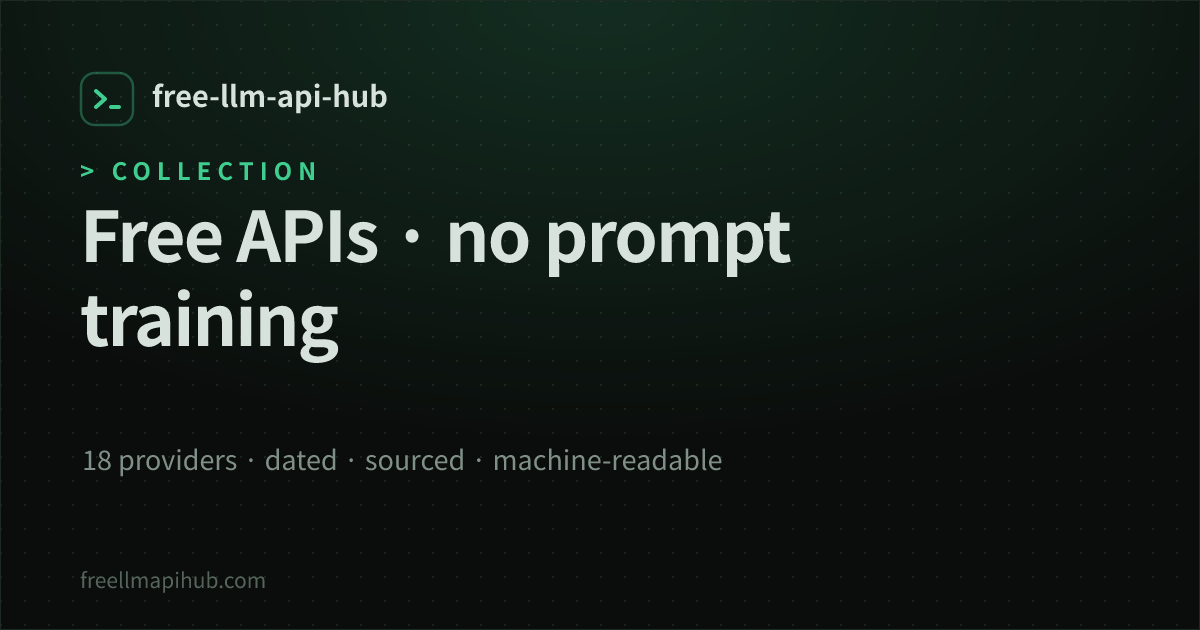 free-llm-api-hub
> COLLECTION
Free APIs · no prompt
training
18 providers · dated · sourced · machine-readable
freellmapihub.com